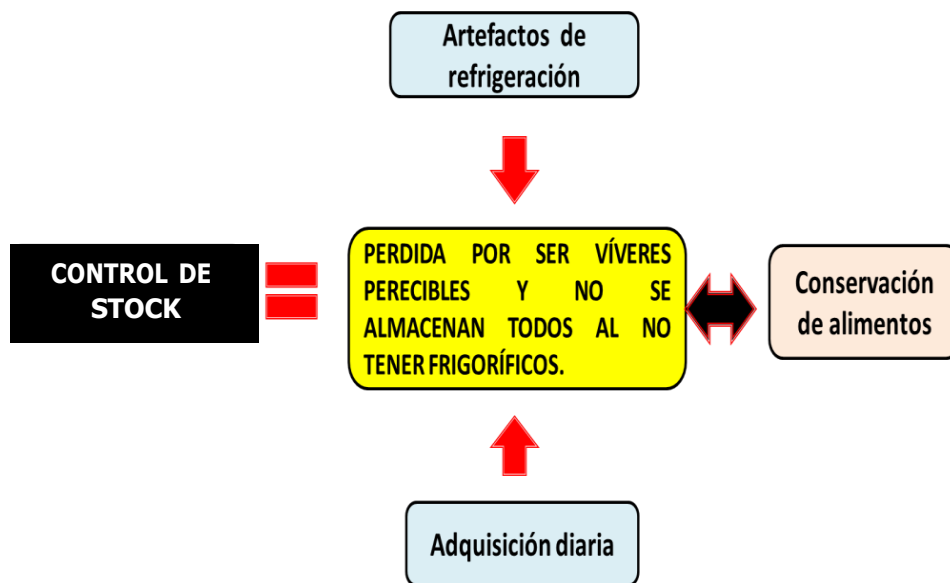 Artefactos de
refrigeración
CONTROL DE
STOCK
PERDIDA POR SER VÍVERES
PERECIBLES Y NO SE
ALMACENAN TODOS AL NO
TENER FRIGORÍFICOS.
Conservación
de alimentos
Adquisición diaria